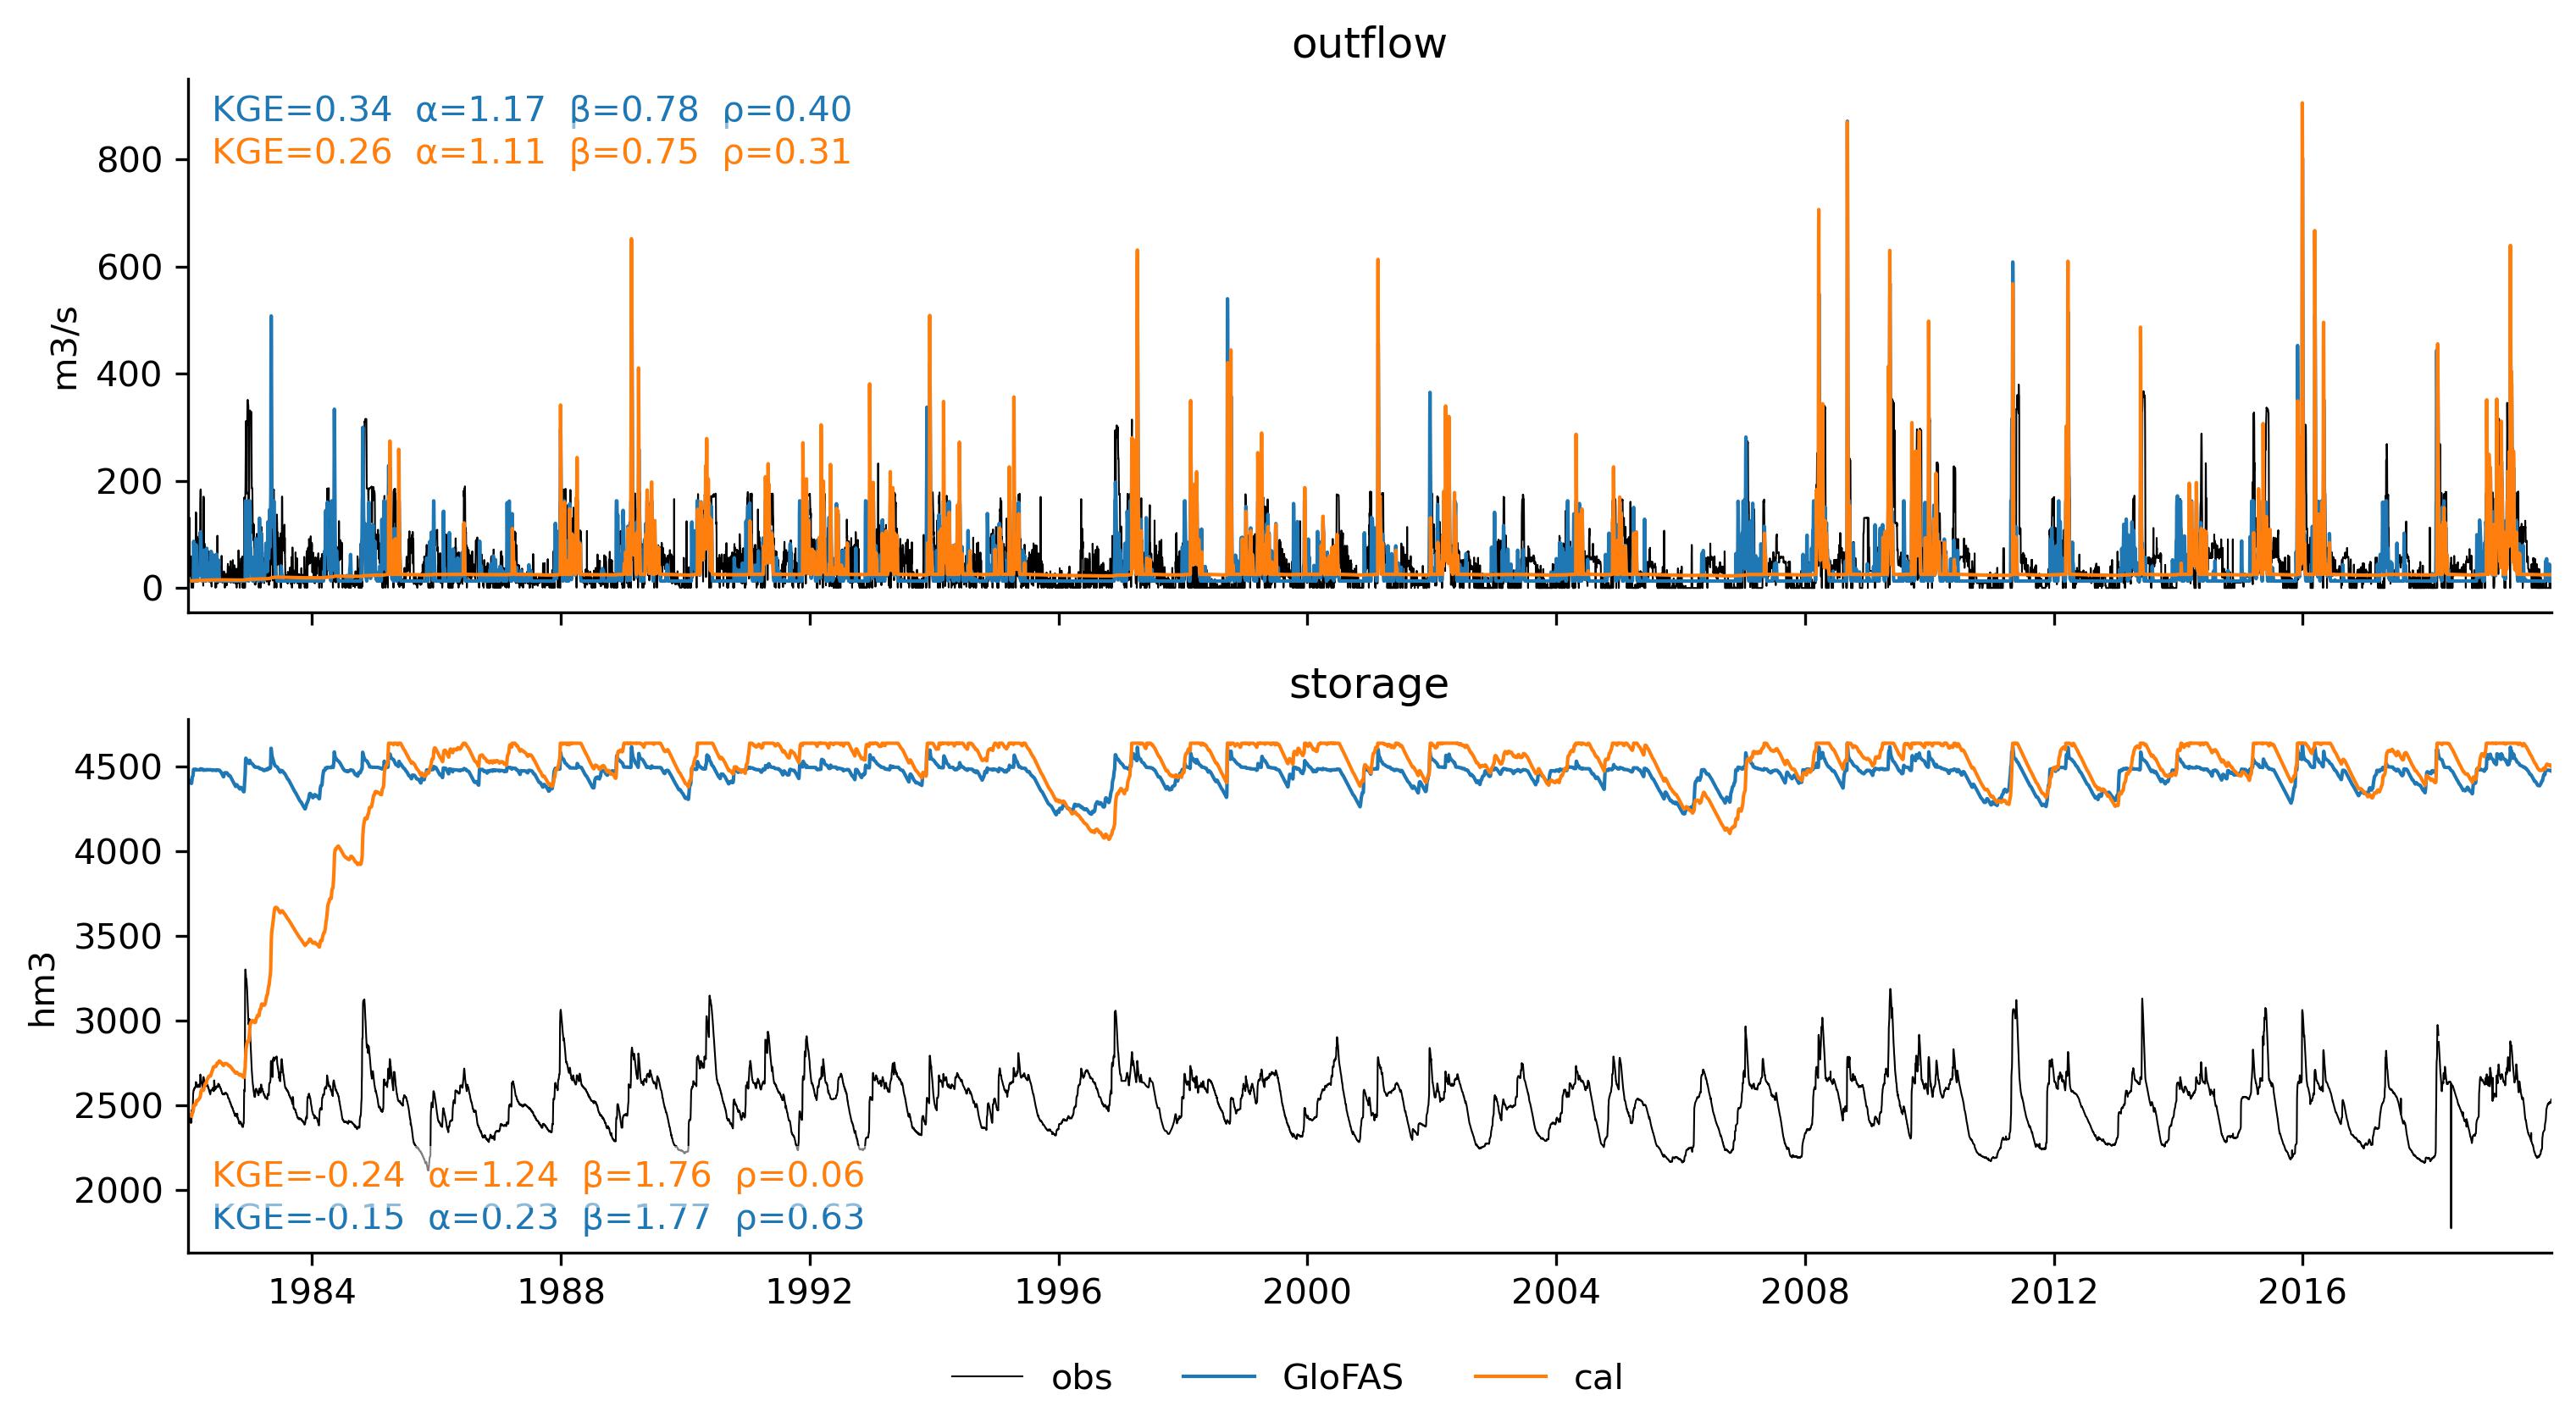 outflow
KGE=0.34 α=1.17 β=0.78 ρ=0.40
KGE=0.26 α=1.11 β=0.75 ρ=0.31
800
600
400
200
0
m3/s
storage
4500
4000
3500
3000
2500
2000
hm3
KGE=-0.24 α=1.24 β=1.76 ρ=0.06
KGE=-0.15 α=0.23 β=1.77 ρ=0.63
1984 1988 1992 1996 2000 2004 2008 2012 2016
obs GloFAS cal